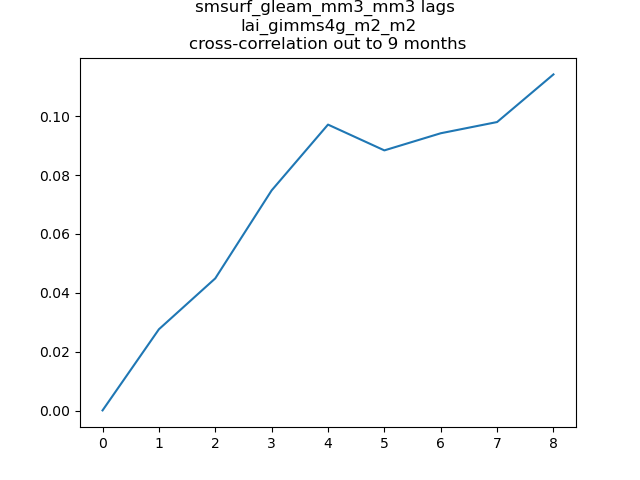 smsurf_gleam_mm3_mm3 lags
lai_gimms4g_m2_m2
cross-correlation out to 9 months
0.10
0.08
0.06
0.04
0.02
0.00
0 1 2 3 4 5 6 7 8